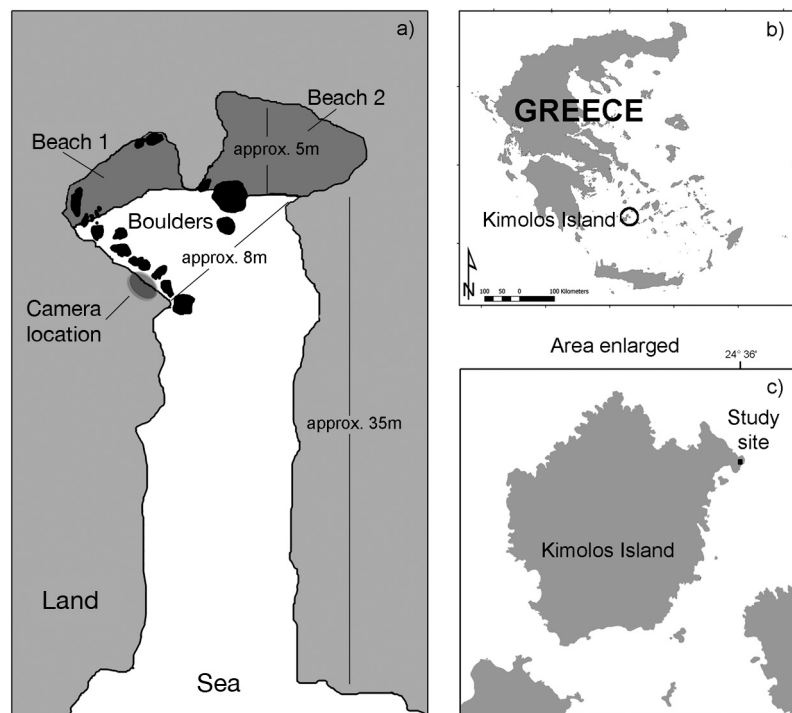 a)
Beach 2
Beach 1
approx. 5m
Boulders
approx. 8m
Camera
location
approx. 35m
Land
Sea
b)
GREECE
Kimolos Island
N
100 50 0 100 Kilometers
Area enlarged
24° 36'
c)
Study
site
Kimolos Island